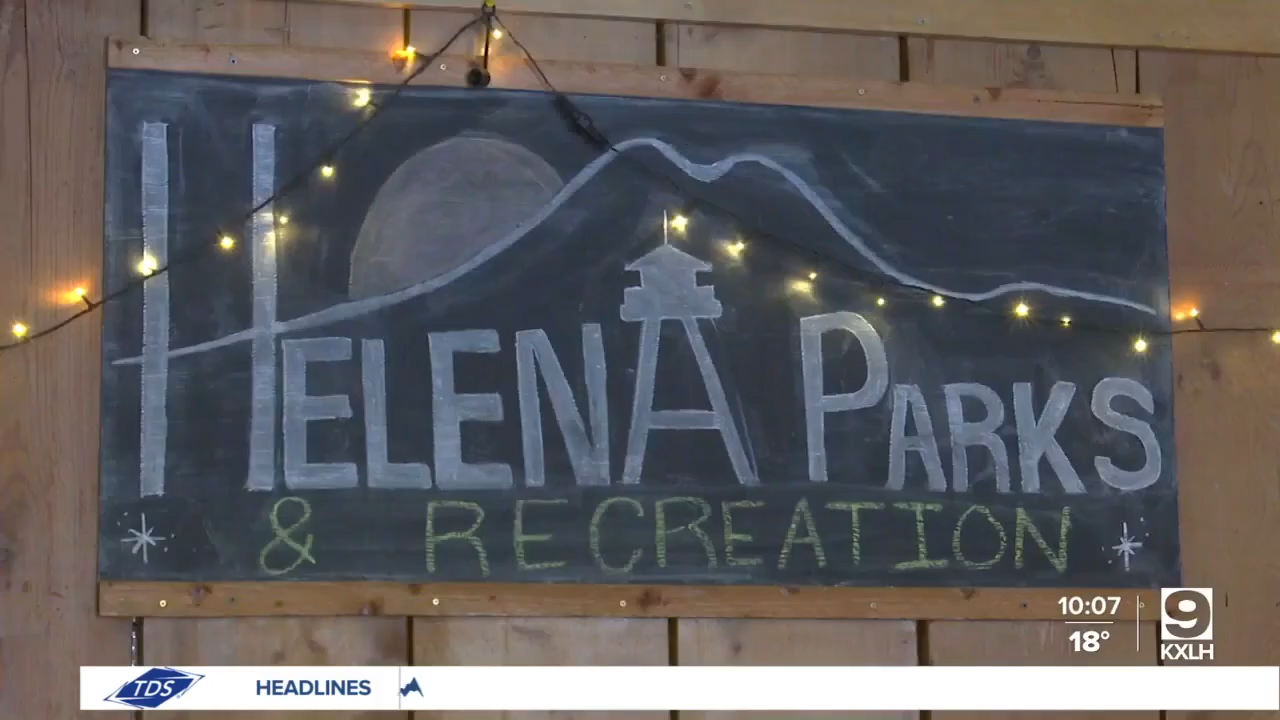 HELENA PARKS
& RECREATION
10:07
18°
9
KXLH
TDS
HEADLINES